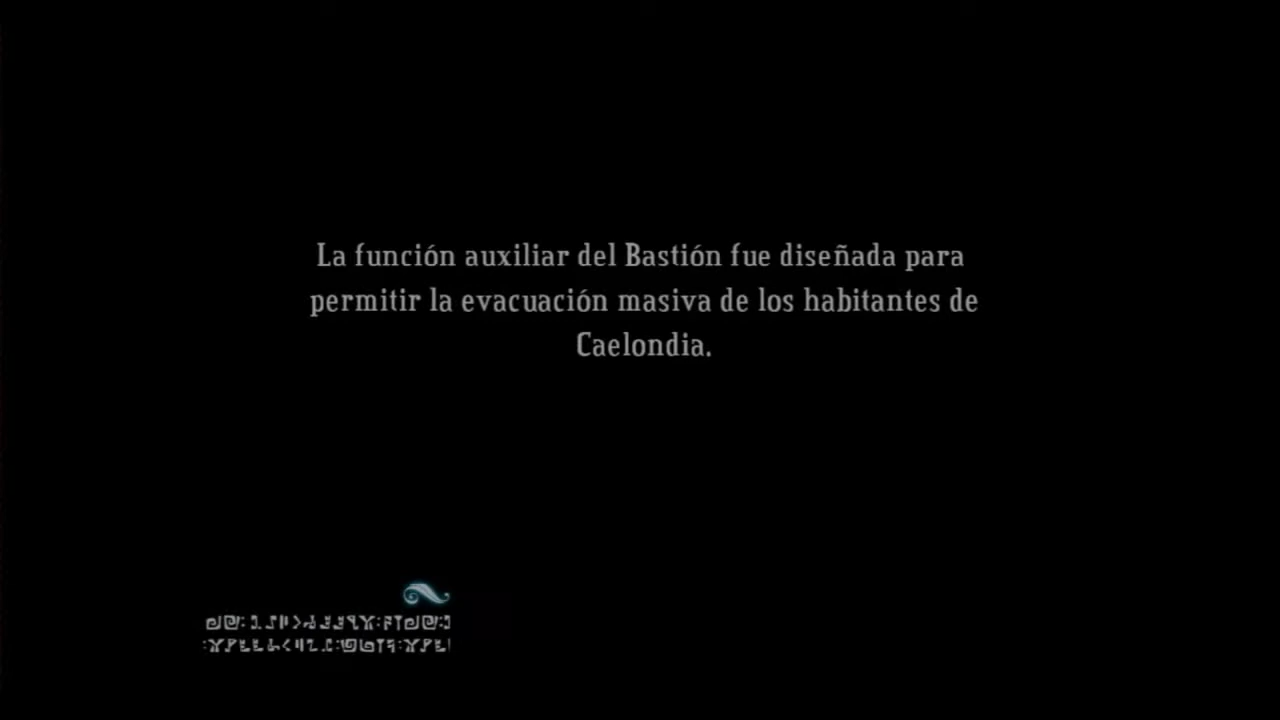 La función auxiliar del Bastión fue diseñada para
permitir la evacuación masiva de los habitantes de
Caelondia.